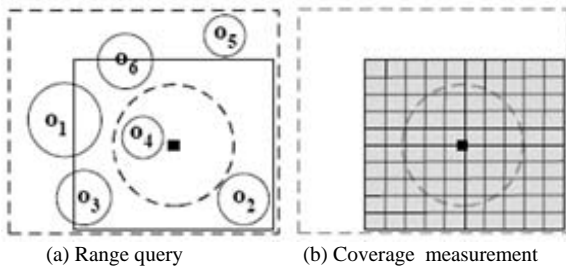 o5
o6
o1
o4
o3
o2
(a) Range query
(b) Coverage measurement